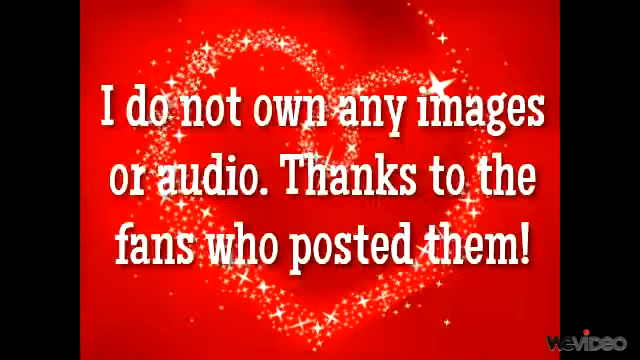 I do not own any images
or audio. Thanks to the
fans who posted them!
WEVIDEO